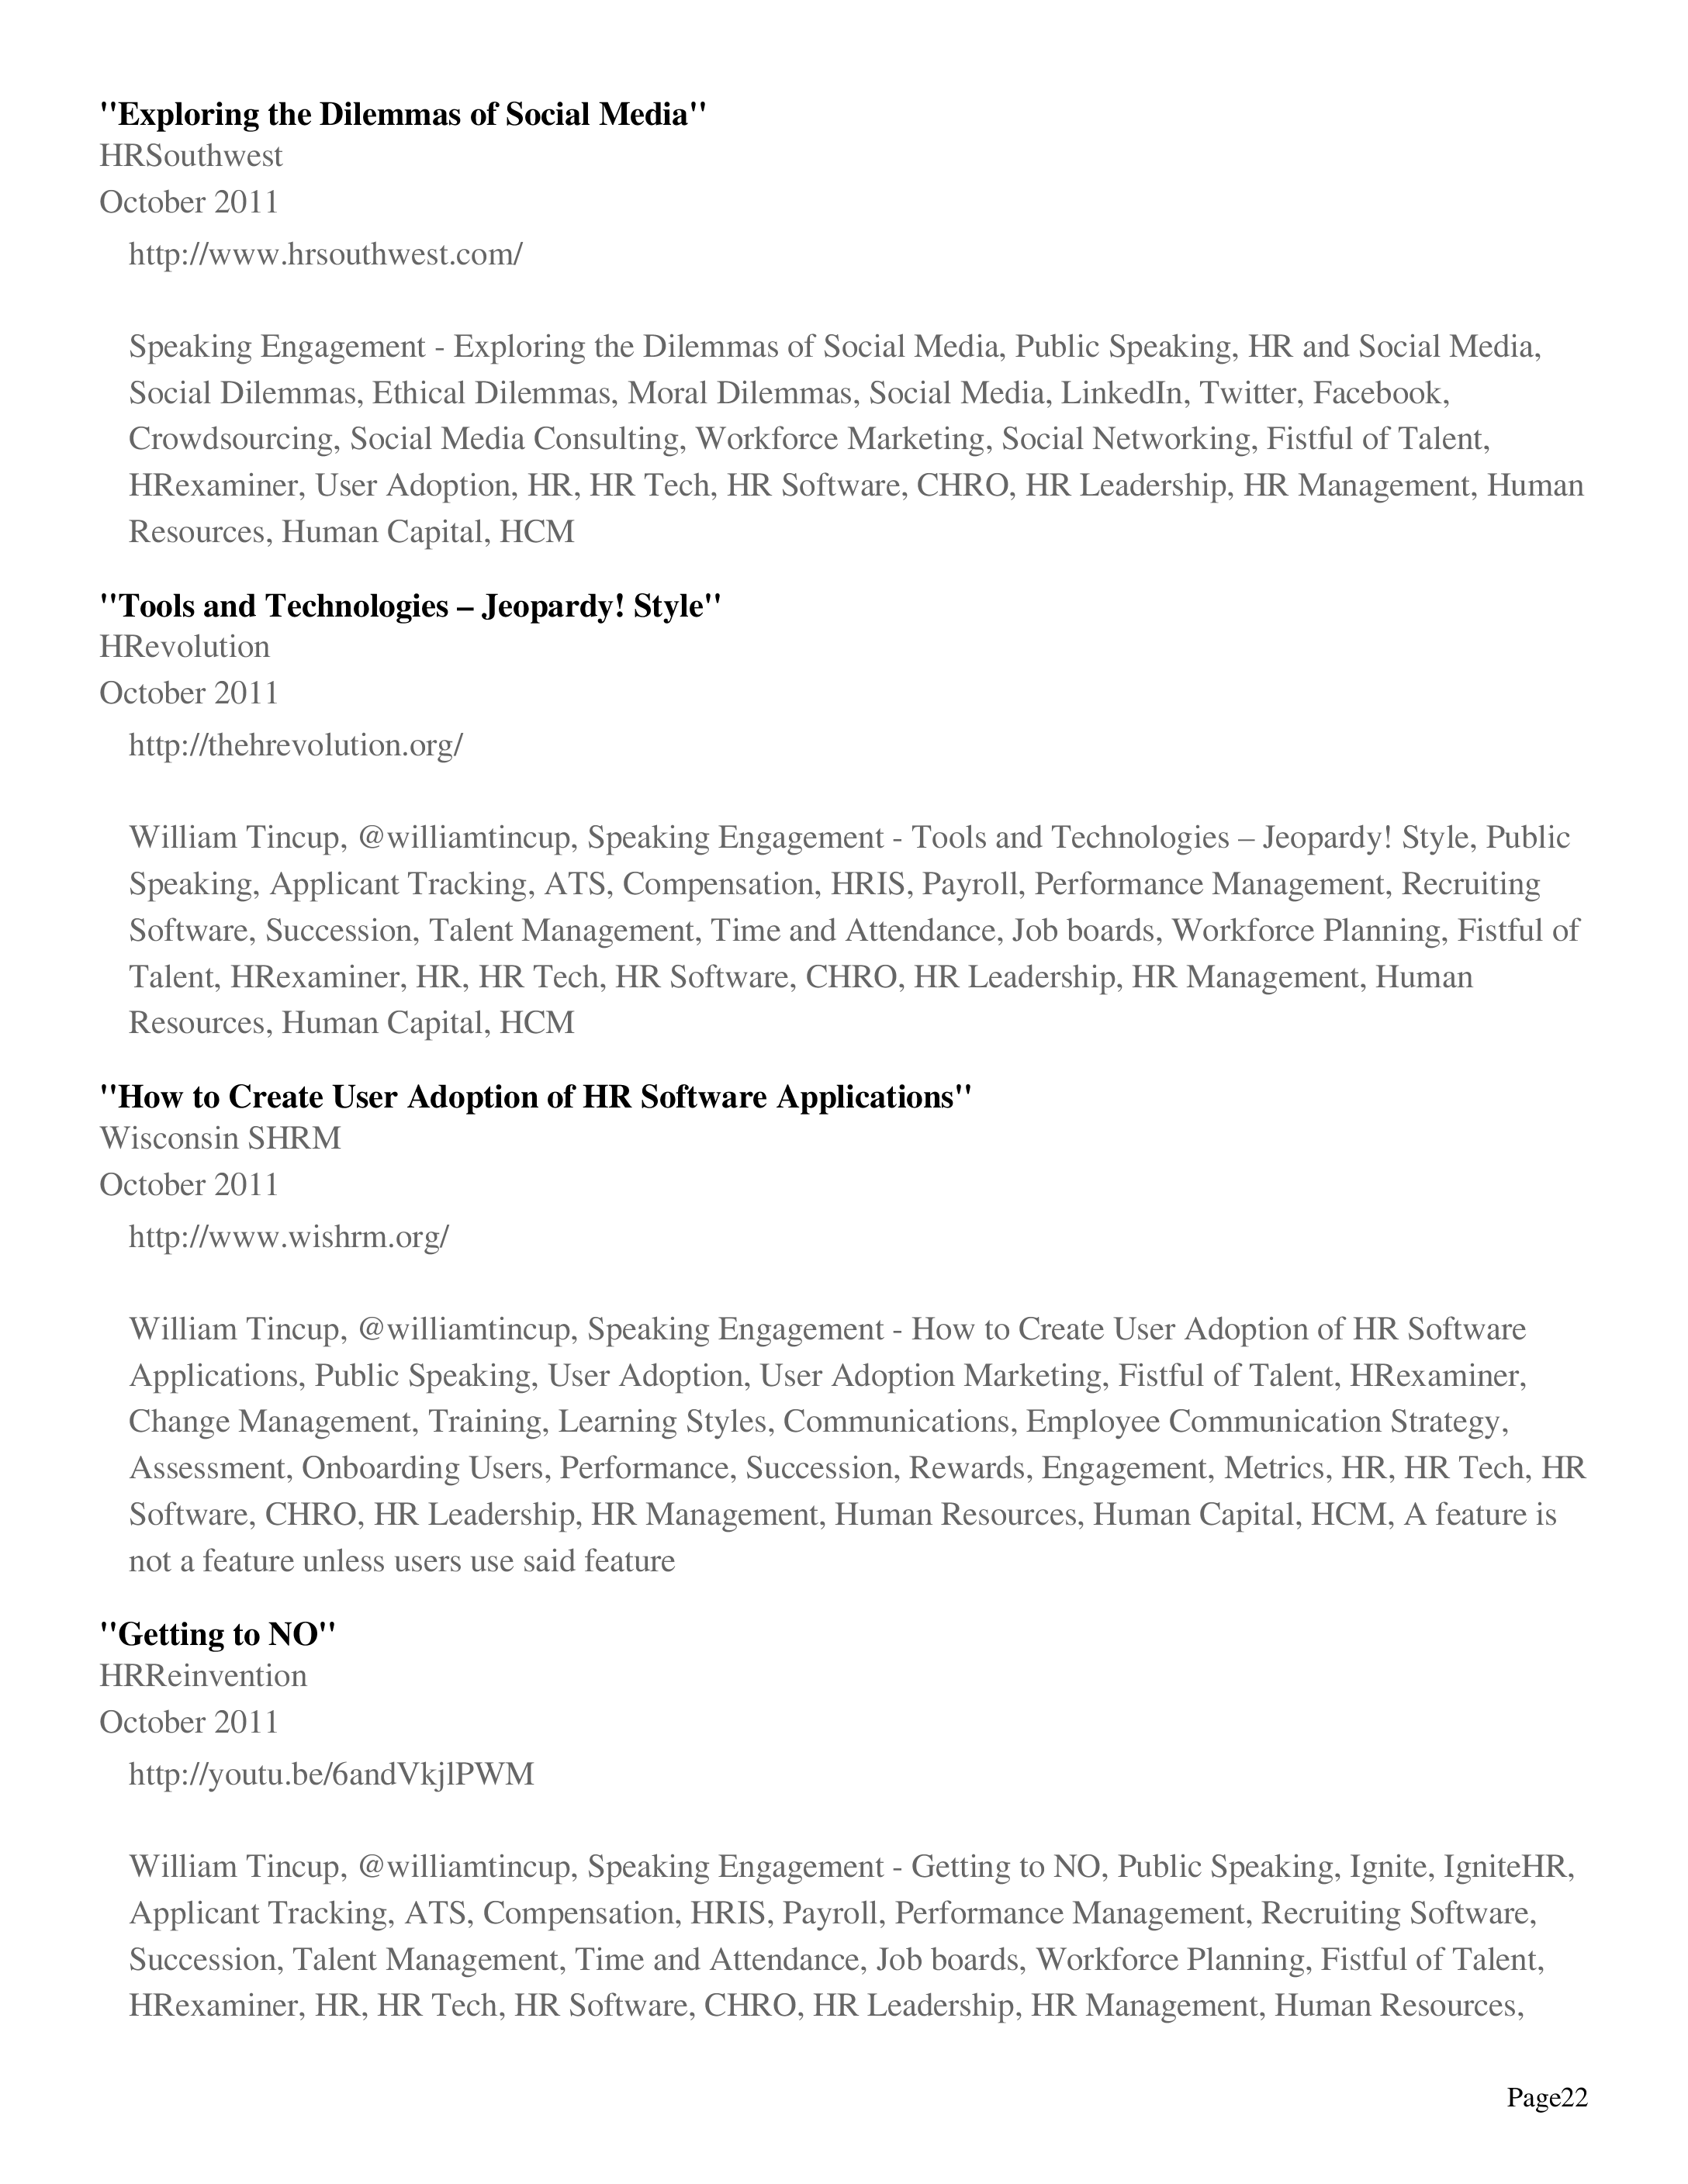 "Exploring the Dilemmas of Social Media"
HRSouthwest
October 2011
http://www.hrsouthwest.com/
Speaking Engagement - Exploring the Dilemmas of Social Media, Public Speaking, HR and Social Media,
Social Dilemmas, Ethical Dilemmas, Moral Dilemmas, Social Media, LinkedIn, Twitter, Facebook,
Crowdsourcing, Social Media Consulting, Workforce Marketing, Social Networking, Fistful of Talent,
HRexaminer, User Adoption, HR, HR Tech, HR Software, CHRO, HR Leadership, HR Management, Human
Resources, Human Capital, HCM
"Tools and Technologies – Jeopardy! Style"
HRevolution
October 2011
http://thehrevolution.org/
William Tincup, @williamtincup, Speaking Engagement - Tools and Technologies – Jeopardy! Style, Public
Speaking, Applicant Tracking, ATS, Compensation, HRIS, Payroll, Performance Management, Recruiting
Software, Succession, Talent Management, Time and Attendance, Job boards, Workforce Planning, Fistful of
Talent, HRexaminer, HR, HR Tech, HR Software, CHRO, HR Leadership, HR Management, Human
Resources, Human Capital, HCM
"How to Create User Adoption of HR Software Applications"
Wisconsin SHRM
October 2011
http://www.wishrm.org/
William Tincup, @williamtincup, Speaking Engagement - How to Create User Adoption of HR Software
Applications, Public Speaking, User Adoption, User Adoption Marketing, Fistful of Talent, HRexaminer,
Change Management, Training, Learning Styles, Communications, Employee Communication Strategy,
Assessment, Onboarding Users, Performance, Succession, Rewards, Engagement, Metrics, HR, HR Tech, HR
Software, CHRO, HR Leadership, HR Management, Human Resources, Human Capital, HCM, A feature is
not a feature unless users use said feature
"Getting to NO"
HRReinvention
October 2011
http://youtu.be/6andVkjlPWM
William Tincup, @williamtincup, Speaking Engagement - Getting to NO, Public Speaking, Ignite, IgniteHR,
Applicant Tracking, ATS, Compensation, HRIS, Payroll, Performance Management, Recruiting Software,
Succession, Talent Management, Time and Attendance, Job boards, Workforce Planning, Fistful of Talent,
HRexaminer, HR, HR Tech, HR Software, CHRO, HR Leadership, HR Management, Human Resources,
Page22